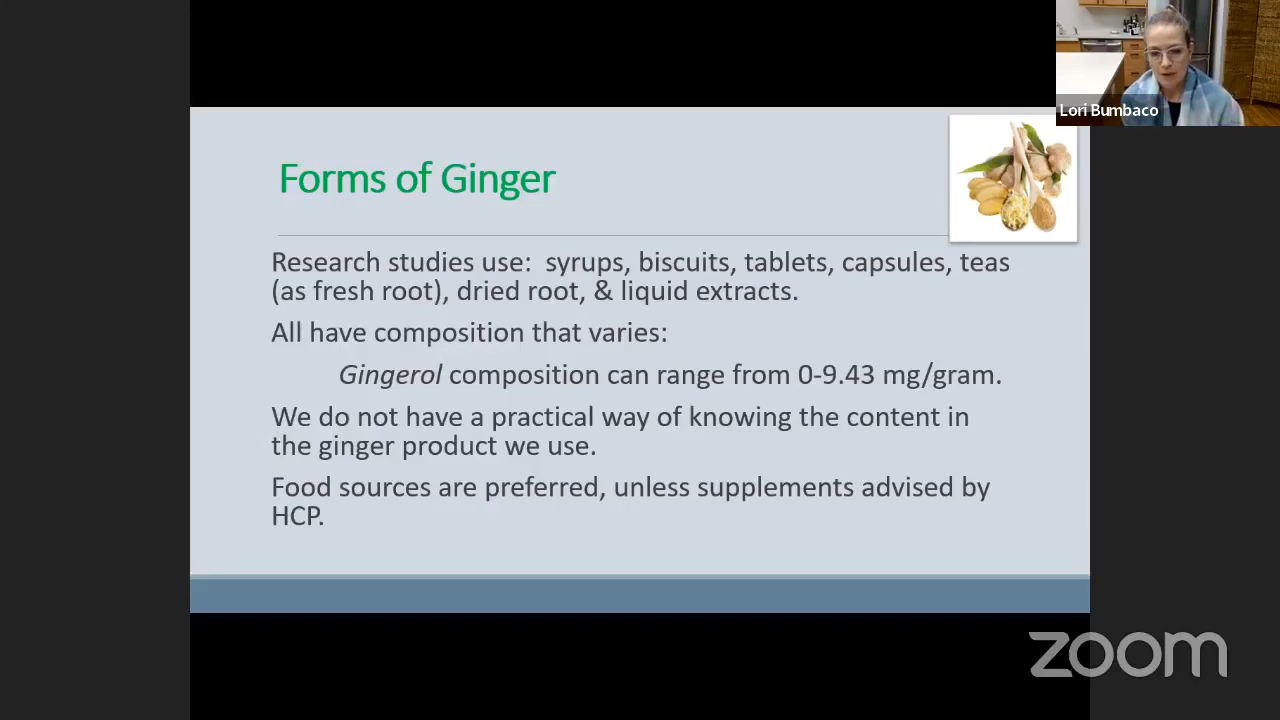 Lori Bumbaco
Forms of Ginger
Research studies use:  syrups, biscuits, tablets, capsules, teas
(as fresh root), dried root, & liquid extracts.
All have composition that varies:
Gingerol composition can range from 0-9.43 mg/gram.
We do not have a practical way of knowing the content in
the ginger product we use.
Food sources are preferred, unless supplements advised by
HCP.
zoom